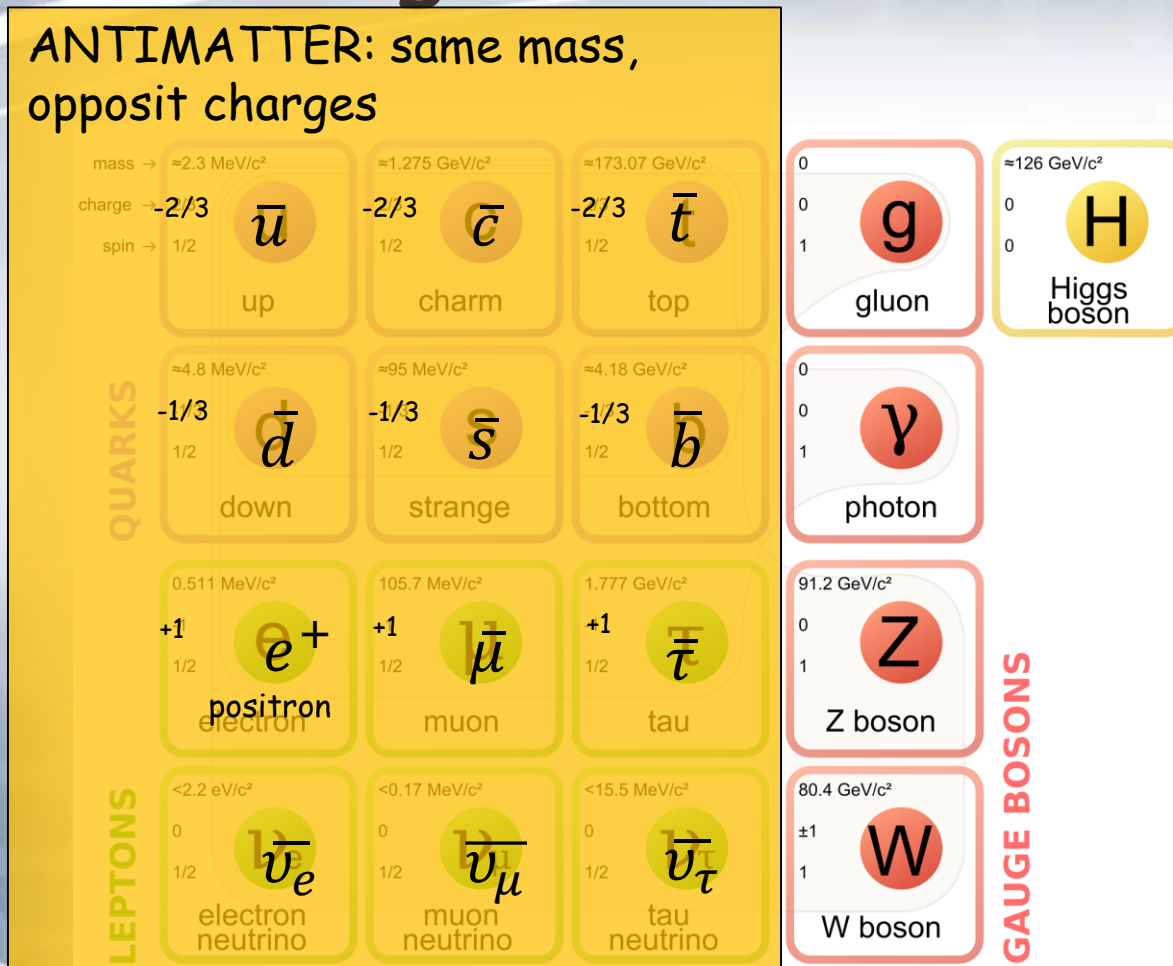 ANTIMATTER: same mass,
opposit charges
mass → ≈2.3 MeV/c² ≈1.275 GeV/c² ≈173.07 GeV/c² 0 ≈126 GeV/c²
charge → -2/3 -2/3 -2/3 0 0
spin → 1/2 1/2 1/2 1 0
u̅ c̅ t̅ g H
up charm top gluon Higgs
boson
QUARKS
≈4.8 MeV/c² ≈95 MeV/c² ≈4.18 GeV/c² 0
-1/3 -1/3 -1/3 0
1/2 1/2 1/2 1
d̅ s̅ b̅ γ
down strange bottom photon
0.511 MeV/c² 105.7 MeV/c² 1.777 GeV/c² 91.2 GeV/c²
+1 +1 +1 0
1/2 1/2 1/2 1
e⁺ μ̅ τ̅ Z
positron
electron muon tau Z boson
LEPTONS
<2.2 eV/c² <0.17 MeV/c² <15.5 MeV/c² 80.4 GeV/c²
0 0 0 ±1
1/2 1/2 1/2 1
υ̅ₑ υ̅_μ υ̅_τ W
electron muon tau W boson
neutrino neutrino neutrino
GAUGE BOSONS